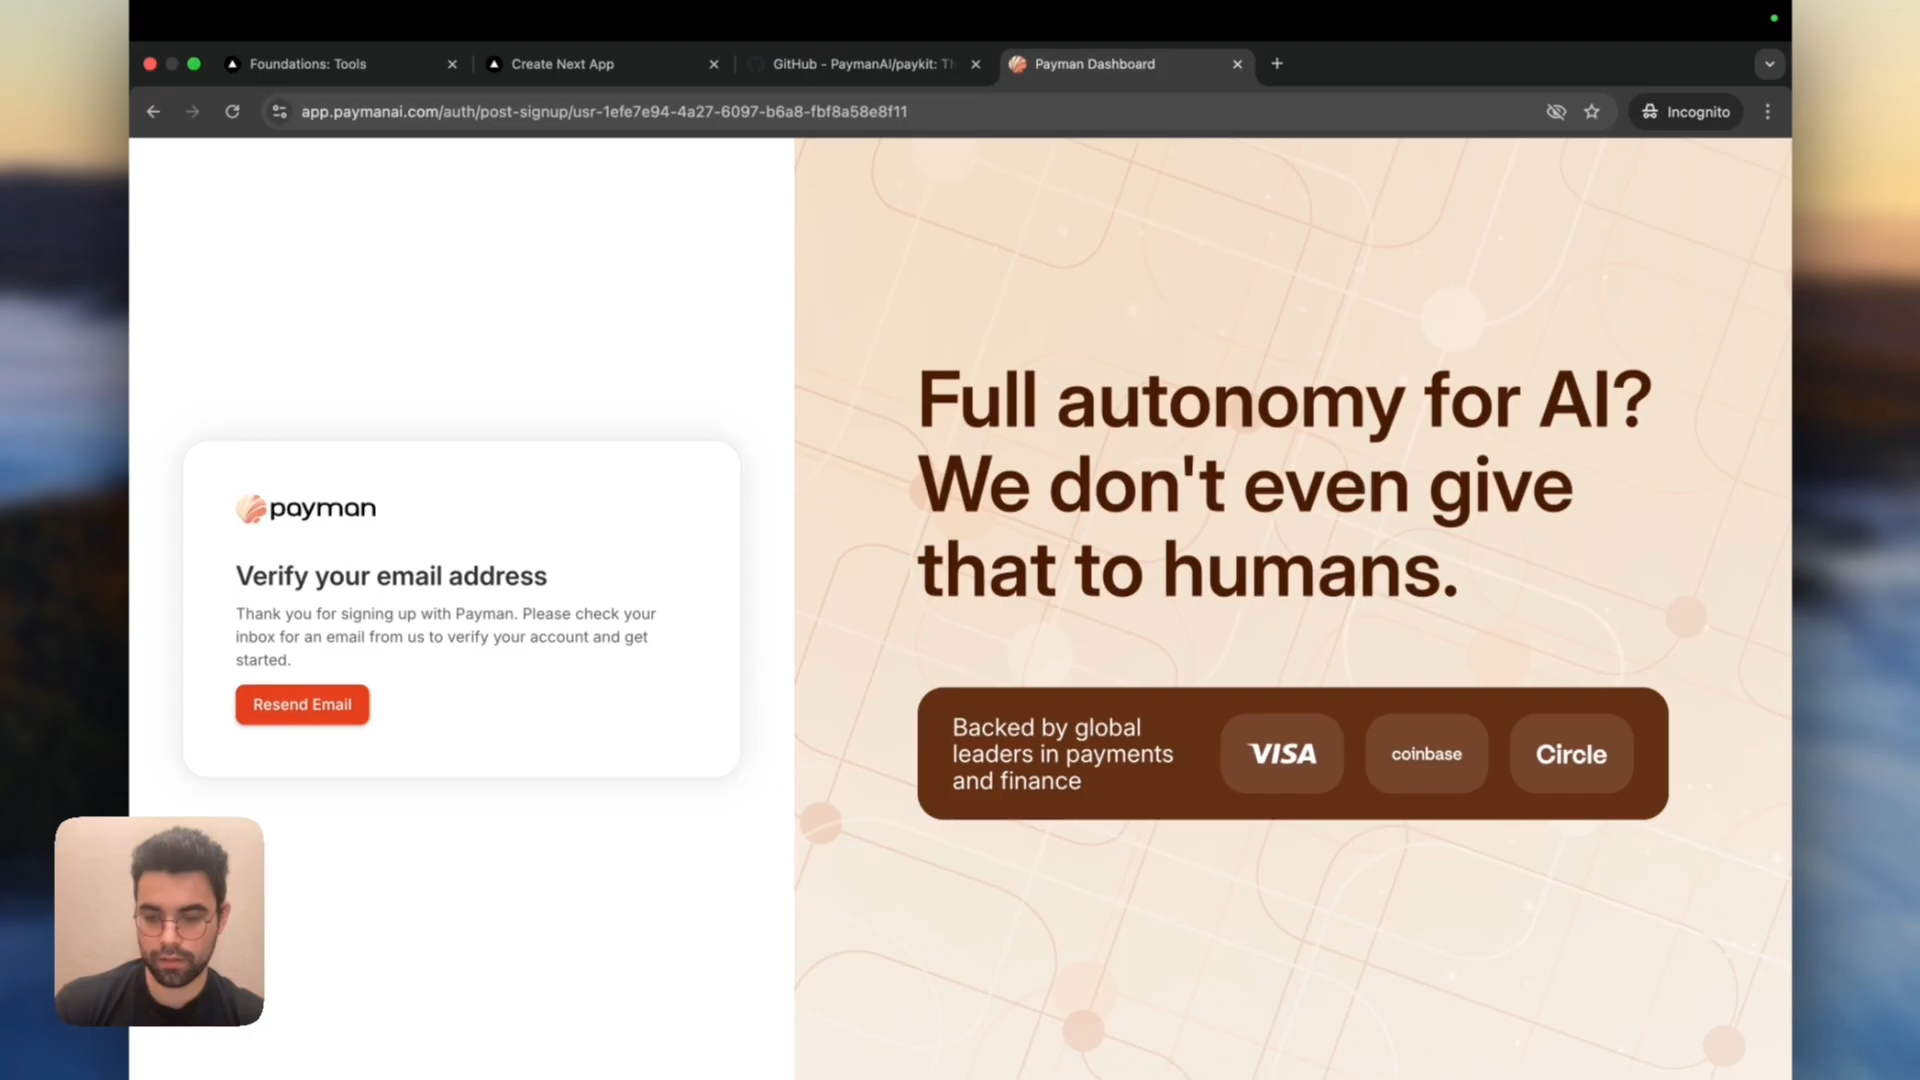 Foundations: Tools
Create Next App
GitHub - PaymanAI/paykit: Th
Payman Dashboard
app.paymanai.com/auth/post-signup/usr-1efe7e94-4a27-6097-b6a8-fbf8a58e8f11
Incognito
payman
Verify your email address
Thank you for signing up with Payman. Please check your
inbox for an email from us to verify your account and get
started.
Resend Email
Full autonomy for AI?
We don't even give
that to humans.
Backed by global
leaders in payments
and finance
VISA
coinbase
Circle